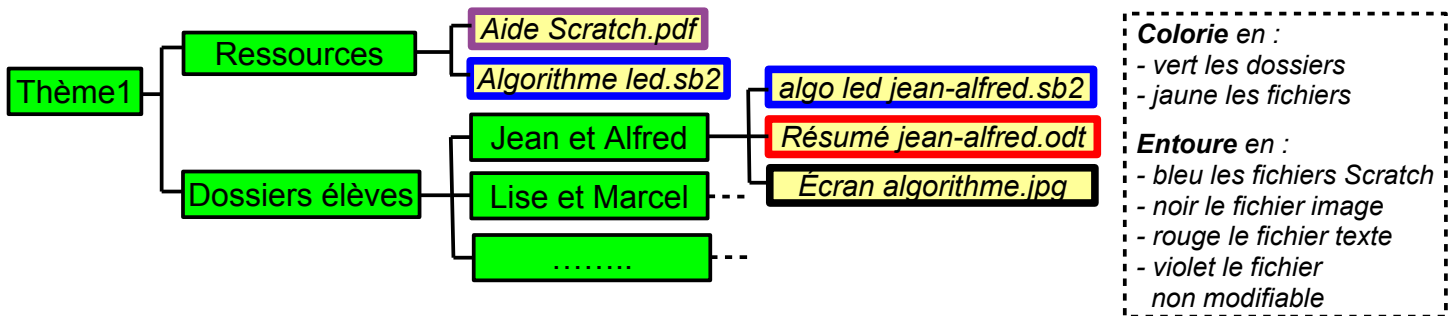 Thème1
Ressources
Aide Scratch.pdf
Algorithme led.sb2
Dossiers élèves
Jean et Alfred
algo led jean-alfred.sb2
Résumé jean-alfred.odt
Écran algorithme.jpg
Lise et Marcel
........
Colorie en :
- vert les dossiers
- jaune les fichiers
Entoure en :
- bleu les fichiers Scratch
- noir le fichier image
- rouge le fichier texte
- violet le fichier
non modifiable